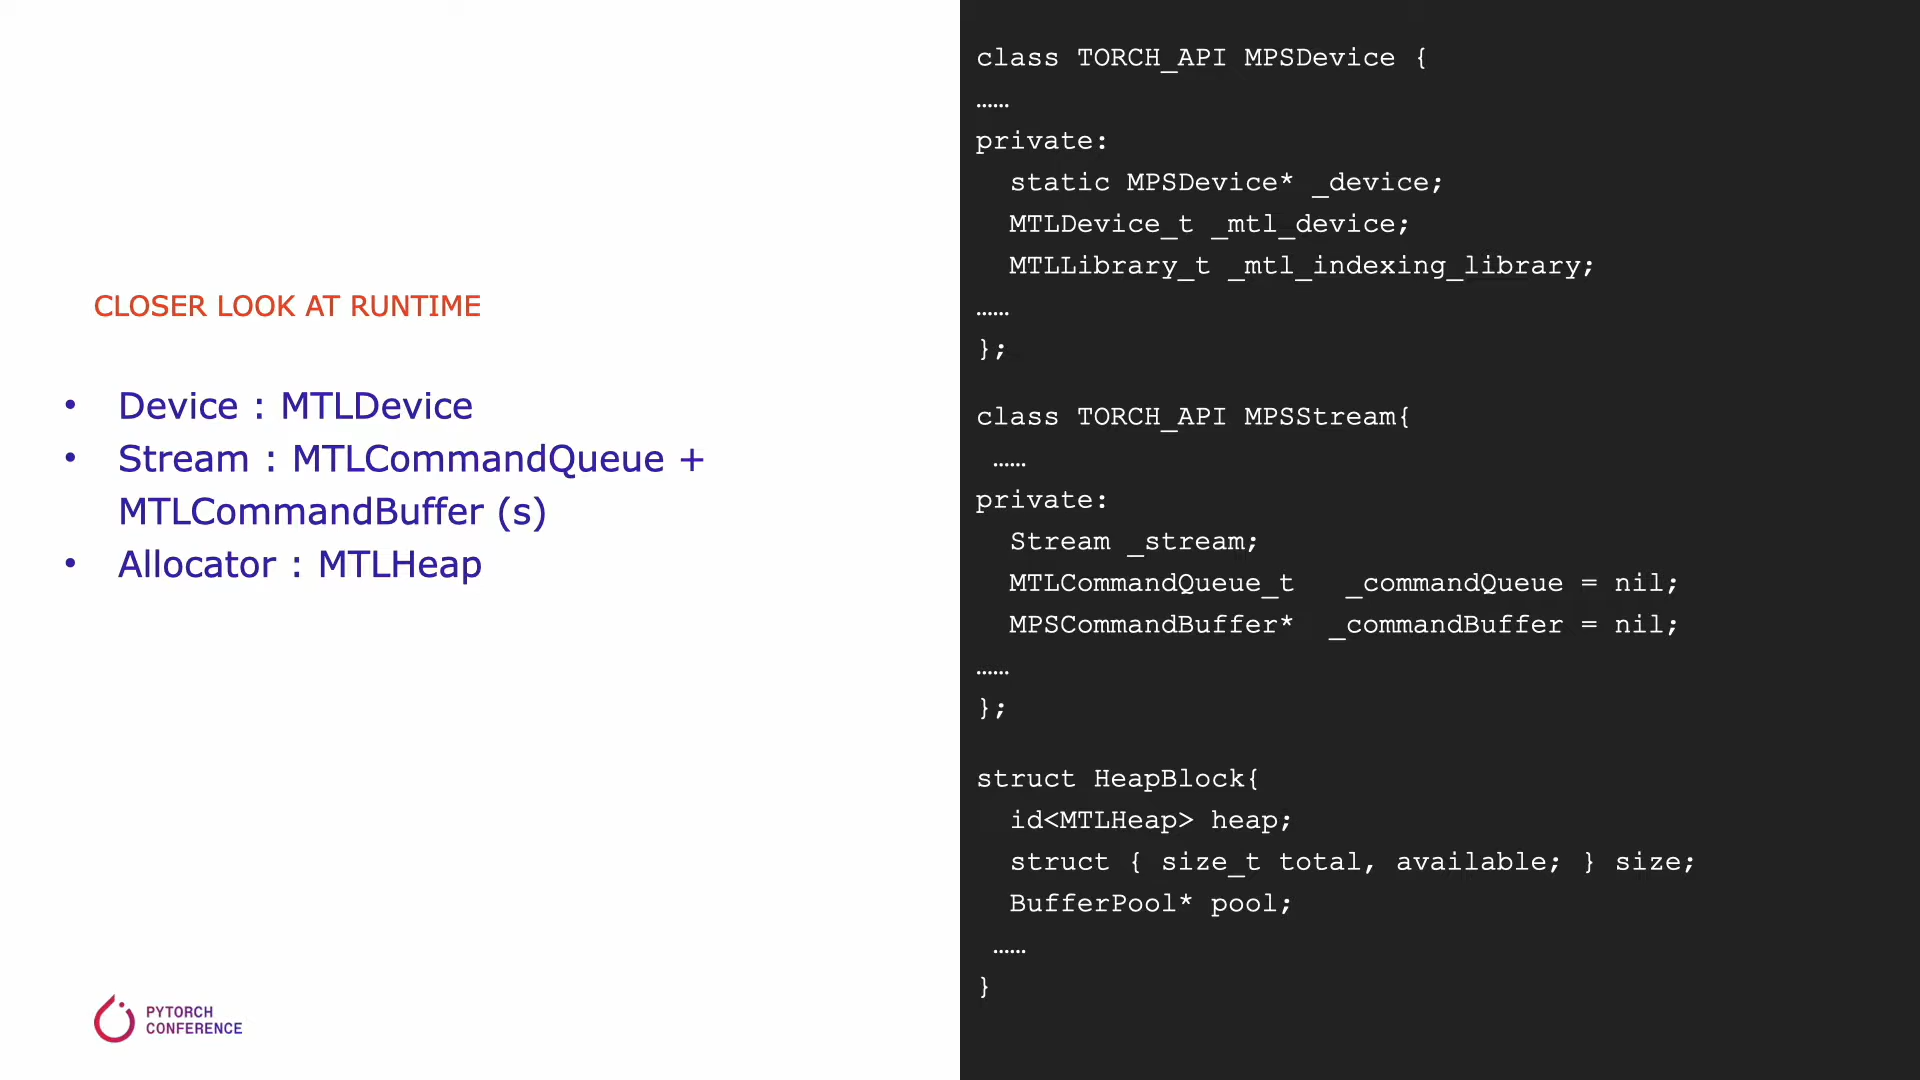 CLOSER LOOK AT RUNTIME
• Device : MTLDevice
• Stream : MTLCommandQueue +
MTLCommandBuffer (s)
• Allocator : MTLHeap
PYTORCH
CONFERENCE
class TORCH_API MPSDevice {
……
private:
  static MPSDevice* _device;
  MTLDevice_t _mtl_device;
  MTLLibrary_t _mtl_indexing_library;
……
};
class TORCH_API MPSStream{
 ……
private:
  Stream _stream;
  MTLCommandQueue_t   _commandQueue = nil;
  MPSCommandBuffer*  _commandBuffer = nil;
……
};
struct HeapBlock{
  id<MTLHeap> heap;
  struct { size_t total, available; } size;
  BufferPool* pool;
 ……
}